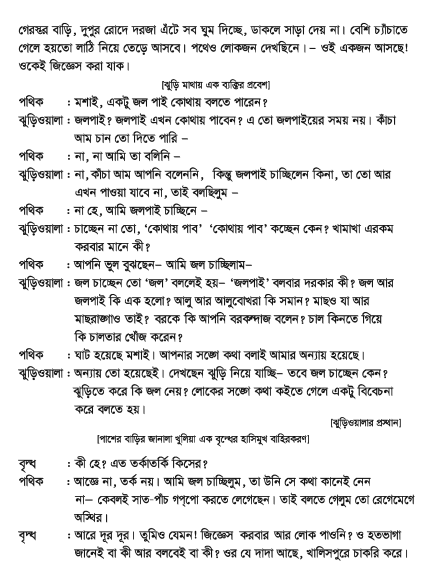 গেরস্তর বাড়ি, দুপুর রোদে দরজা এঁটে সব ঘুম দিচ্ছে, ডাকলে সাড়া দেয় না। বেশি চ্যাঁচাতে
গেলে হয়তো লাঠি নিয়ে তেড়ে আসবে। পথেও লোকজন দেখছিনে।– ওই একজন আসছে!
ওকেই জিজ্ঞেস করা যাক।
[ঝুড়ি মাথায় এক ব্যক্তির প্রবেশ]
পথিক : মশাই, একটু জল পাই কোথায় বলতে পারেন?
ঝুড়িওয়ালা : জলপাই? জলপাই এখন কোথায় পাবেন? এ তো জলপাইয়ের সময় নয়। কাঁচা
আম চান তো দিতে পারি –
পথিক : না, না আমি তা বলিনি –
ঝুড়িওয়ালা : না,কাঁচা আম আপনি বলেননি, কিন্তু জলপাই চাচ্ছিলেন কিনা, তা তো আর
এখন পাওয়া যাবে না, তাই বলছিলুম –
পথিক : না হে, আমি জলপাই চাচ্ছিনে –
ঝুড়িওয়ালা : চাচ্ছেন না তো, ‘কোথায় পাব’ ‘কোথায় পাব’ কচ্ছেন কেন? খামাখা এরকম
করবার মানে কী?
পথিক : আপনি ভুল বুঝছেন– আমি জল চাচ্ছিলাম–
ঝুড়িওয়ালা : জল চাচ্ছেন তো ‘জল’ বললেই হয়– ‘জলপাই’ বলবার দরকার কী? জল আর
জলপাই কি এক হলো? আলু আর আলুবোখরা কি সমান? মাছও যা আর
মাছরাঙ্গাও তাই? বরকে কি আপনি বরকন্দাজ বলেন? চাল কিনতে গিয়ে
কি চালতার খোঁজ করেন?
পথিক : ঘাট হয়েছে মশাই। আপনার সঙ্গে কথা বলাই আমার অন্যায় হয়েছে।
ঝুড়িওয়ালা : অন্যায় তো হয়েছেই। দেখছেন ঝুড়ি নিয়ে যাচ্ছি– তবে জল চাচ্ছেন কেন?
ঝুড়িতে করে কি জল নেয়? লোকের সঙ্গে কথা কইতে গেলে একটু বিবেচনা
করে বলতে হয়।
[ঝুড়িওয়ালার প্রস্থান]
[পাশের বাড়ির জানালা খুলিয়া এক বৃদ্ধের হাসিমুখ বাহিরকরণ]
বৃদ্ধ : কী হে? এত তর্কাতর্কি কিসের?
পথিক : আজ্ঞে না, তর্ক নয়। আমি জল চাচ্ছিলুম, তা উনি সে কথা কানেই নেন
না– কেবলই সাত-পাঁচ গপ্পো করতে লেগেছেন। তাই বলতে গেলুম তো রেগেমেগে
অস্থির।
বৃদ্ধ : আরে দূর দূর। তুমিও যেমন! জিজ্ঞেস করবার আর লোক পাওনি? ও হতভাগা
জানেই বা কী আর বলবেই বা কী? ওর যে দাদা আছে, খালিসপুরে চাকরি করে।